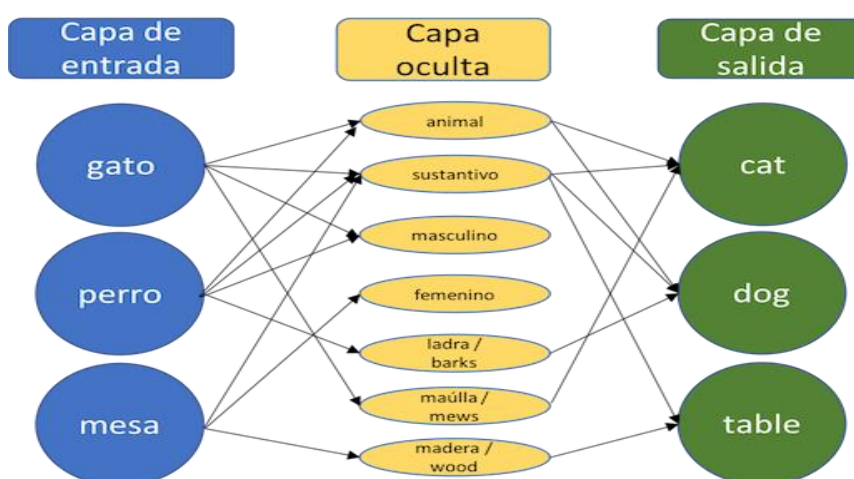 Capa de
entrada
Capa
oculta
Capa de
salida
gato
perro
mesa
animal
sustantivo
masculino
femenino
ladra /
barks
maúlla /
mews
madera /
wood
cat
dog
table